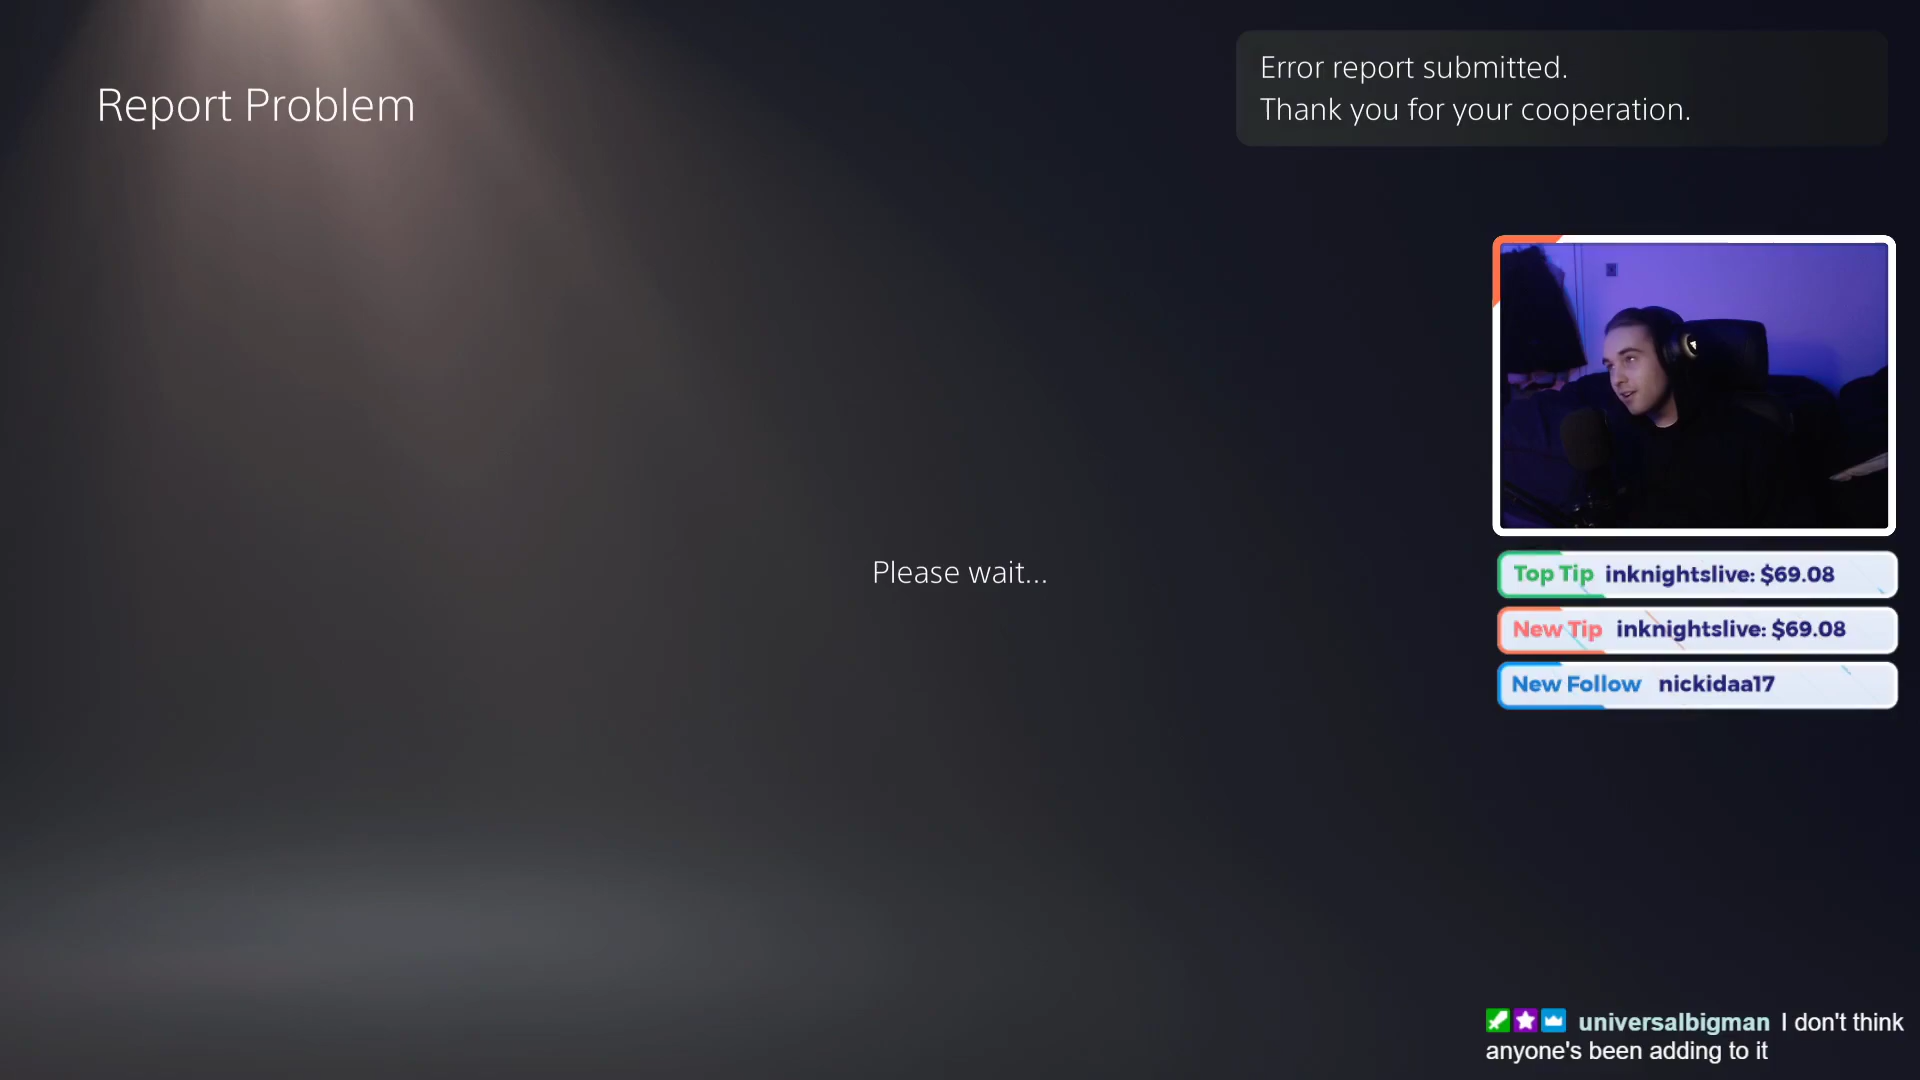 Report Problem
Error report submitted.
Thank you for your cooperation.
Please wait...
Top Tip inknightslive: $69.08
New Tip inknightslive: $69.08
New Follow nickidaa17
universalbigman I don't think
anyone's been adding to it